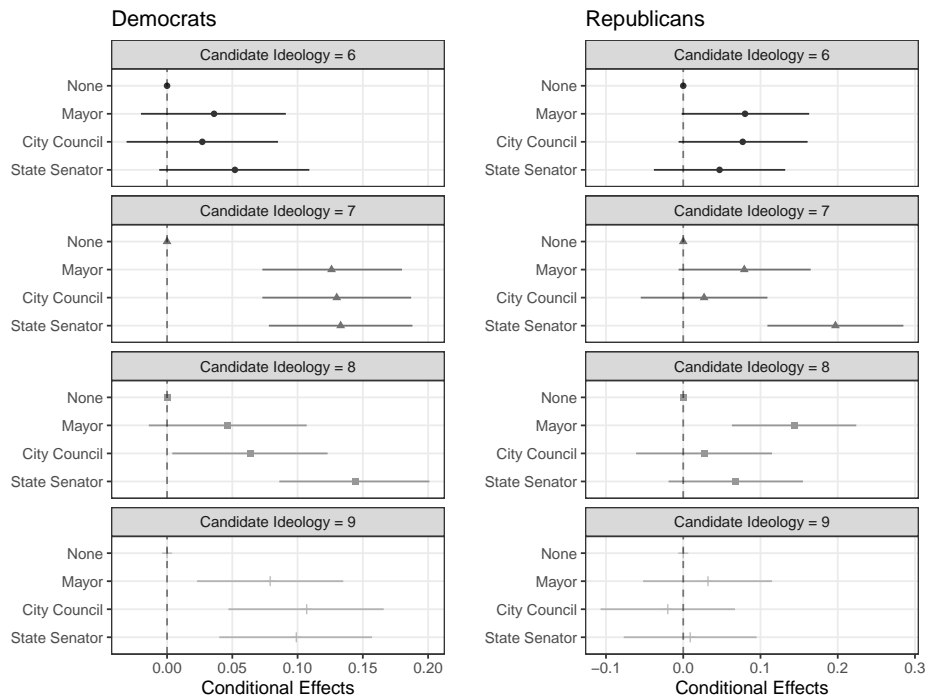 Democrats
Candidate Ideology = 6
None
Mayor
City Council
State Senator
Candidate Ideology = 7
None
Mayor
City Council
State Senator
Candidate Ideology = 8
None
Mayor
City Council
State Senator
Candidate Ideology = 9
None
Mayor
City Council
State Senator
0.00 0.05 0.10 0.15 0.20
Conditional Effects
Republicans
Candidate Ideology = 6
None
Mayor
City Council
State Senator
Candidate Ideology = 7
None
Mayor
City Council
State Senator
Candidate Ideology = 8
None
Mayor
City Council
State Senator
Candidate Ideology = 9
None
Mayor
City Council
State Senator
−0.1 0.0 0.1 0.2 0.3
Conditional Effects